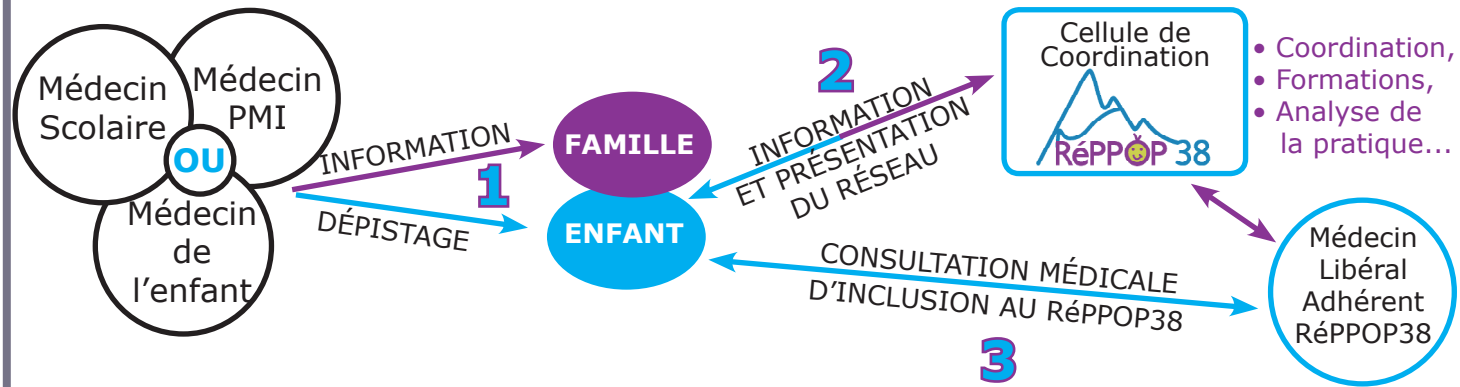 Médecin
Scolaire
Médecin
PMI
OU
Médecin
de
l'enfant
INFORMATION
1
DÉPISTAGE
FAMILLE
ENFANT
2
INFORMATION
ET PRÉSENTATION
DU RÉSEAU
Cellule de
Coordination
RéPPOP 38
• Coordination,
• Formations,
• Analyse de
la pratique...
CONSULTATION MÉDICALE
D'INCLUSION AU RéPPOP38
3
Médecin
Libéral
Adhérent
RéPPOP38